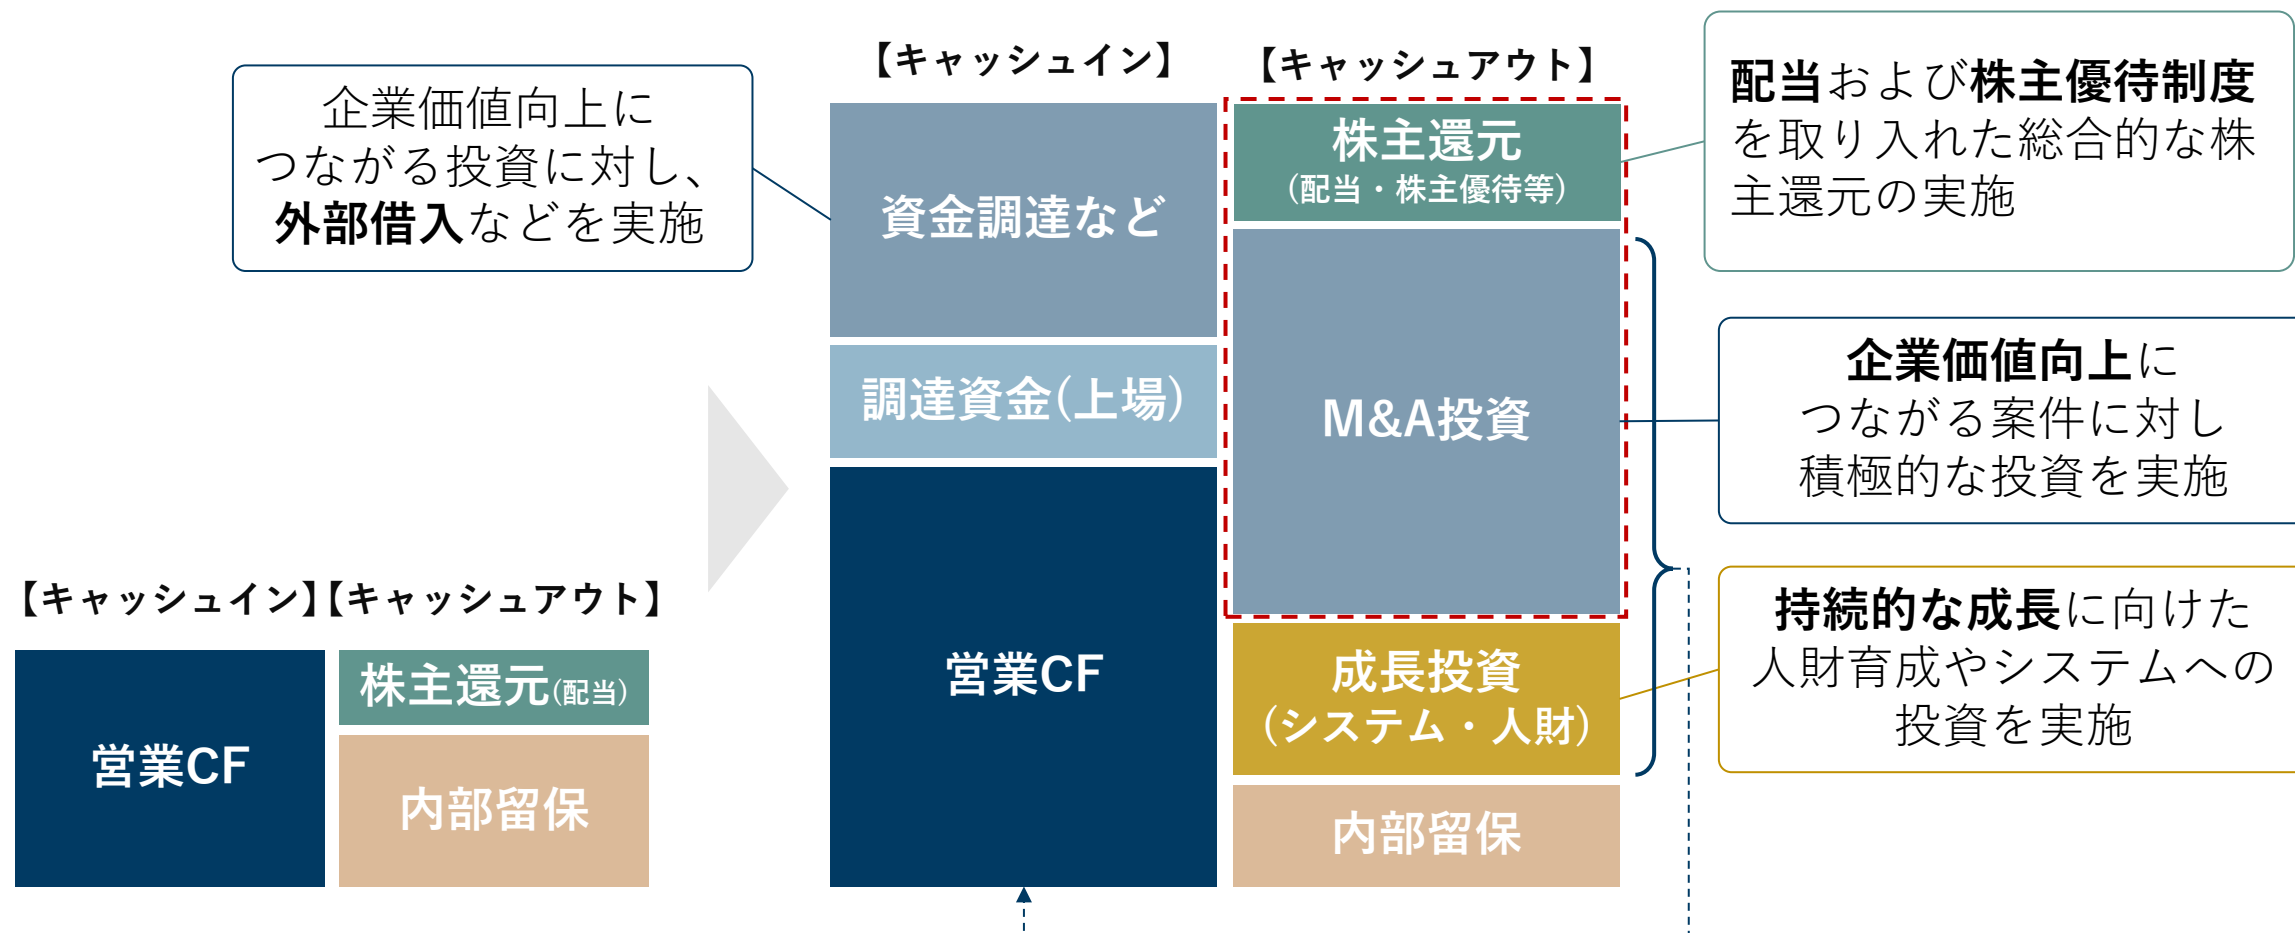 【キャッシュイン】
【キャッシュアウト】
企業価値向上に
つながる投資に対し、
外部借入などを実施
資金調達など
調達資金(上場)
営業CF
株主還元
(配当・株主優待等)
M&A投資
成長投資
(システム・人財)
内部留保
配当および株主優待制度
を取り入れた総合的な株
主還元の実施
企業価値向上に
つながる案件に対し
積極的な投資を実施
持続的な成長に向けた
人財育成やシステムへの
投資を実施
【キャッシュイン】
【キャッシュアウト】
営業CF
株主還元(配当)
内部留保